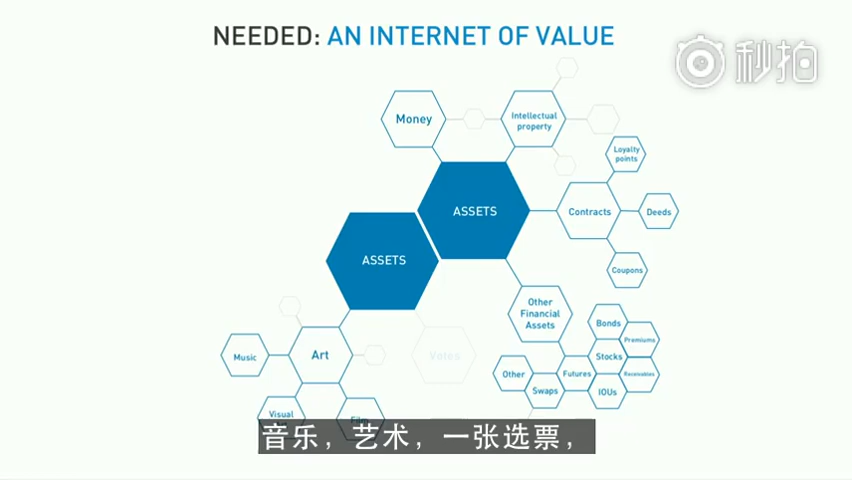 NEEDED: AN INTERNET OF VALUE
秒拍
Money
Intellectual
property
Loyalty
points
ASSETS
Contracts
Deeds
ASSETS
Coupons
Other
Financial
Assets
Bonds
Premiums
Music
Art
Votes
Stocks
Other
Futures
Receivables
Swaps
IOUs
Visual
Film
音乐，艺术，一张选票，